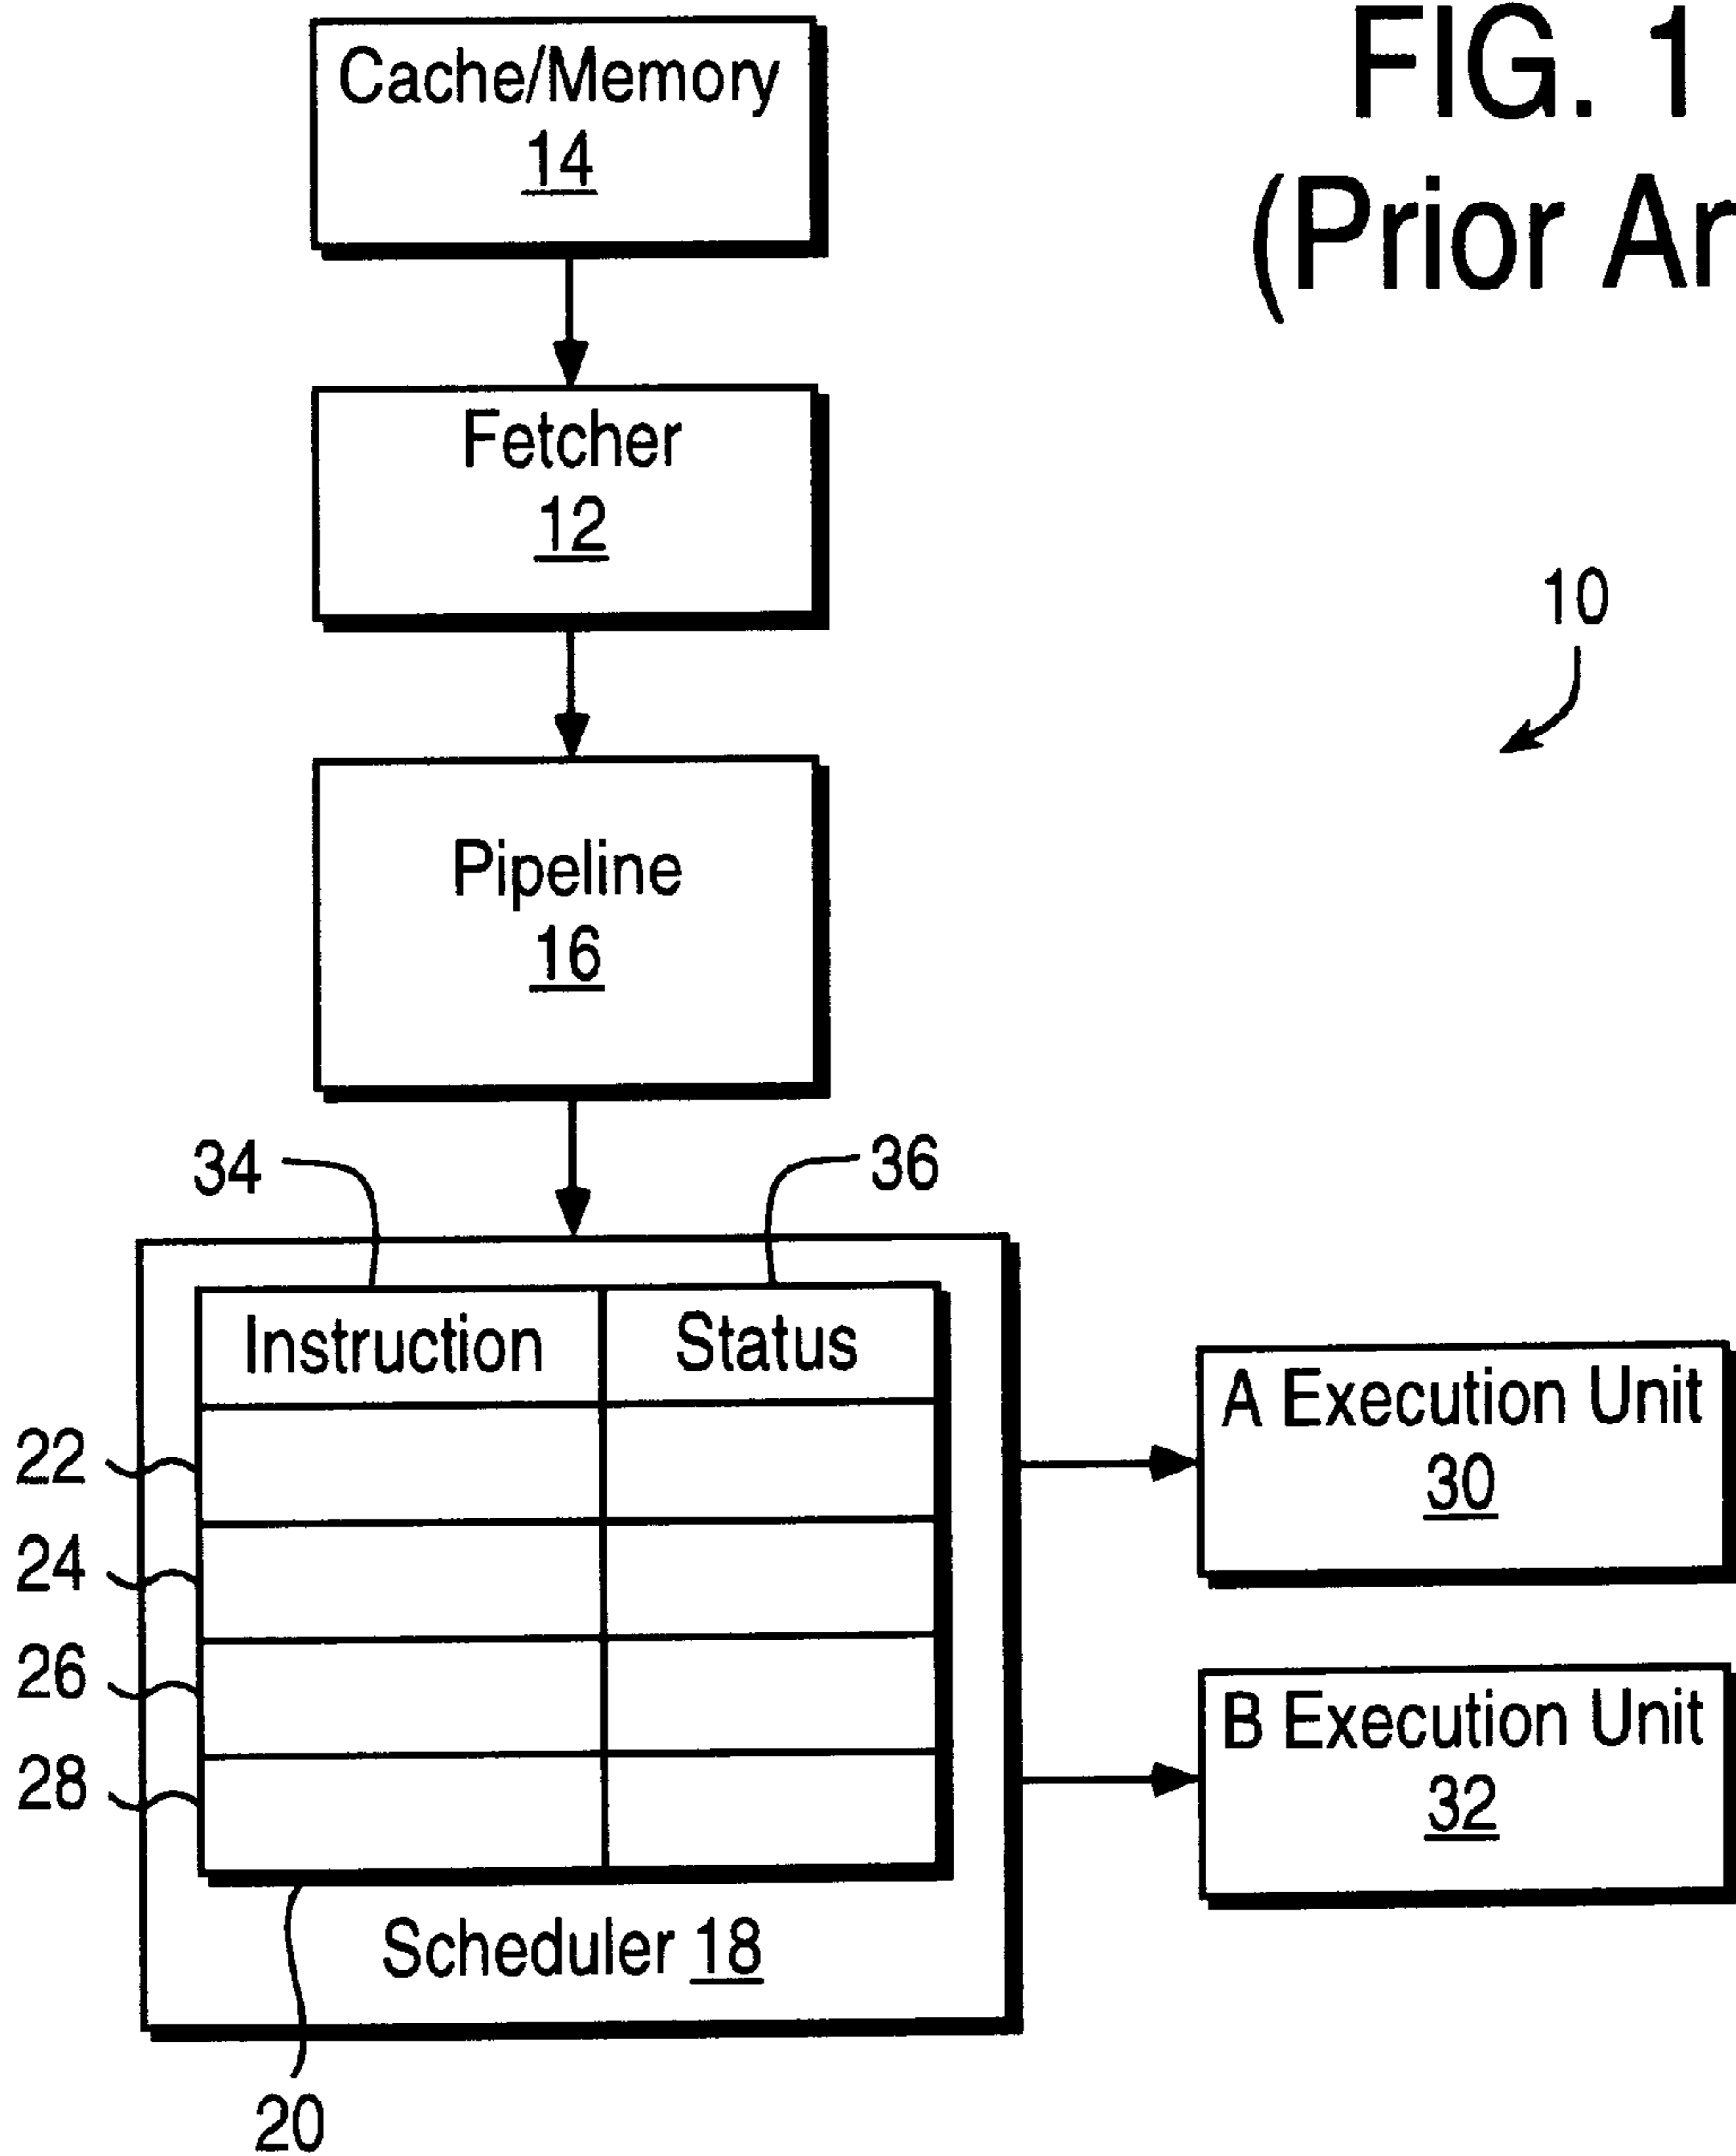 FIG. 1
(Prior Ar
Cache/Memory
14
Fetcher
12
10
Pipeline
16
34
36
Instruction Status
22
24
26
28
A Execution Unit
30
B Execution Unit
32
Scheduler 18
20